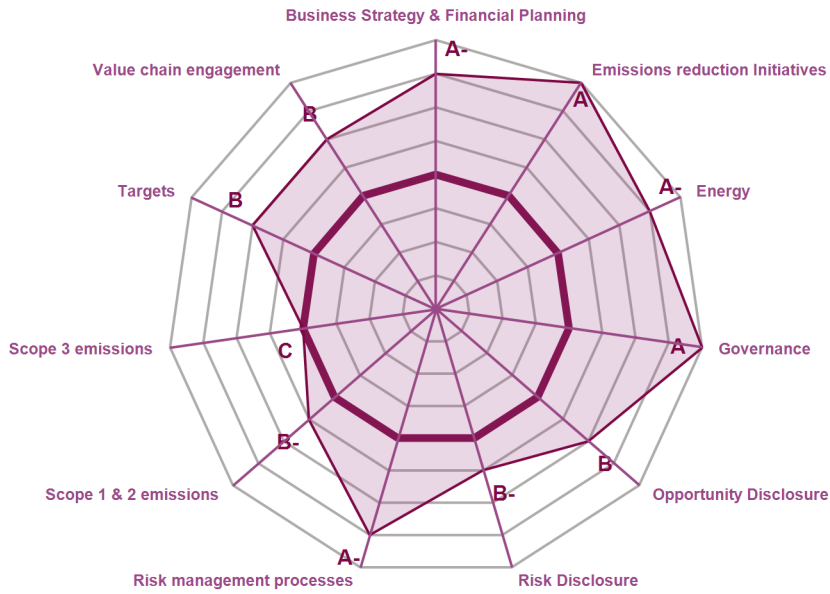 Business Strategy & Financial Planning
A-
Value chain engagement
Emissions reduction Initiatives
A
B
Targets
B
A-
Energy
Scope 3 emissions
C
A
Governance
B-
Scope 1 & 2 emissions
B
Opportunity Disclosure
B-
A-
Risk management processes
Risk Disclosure